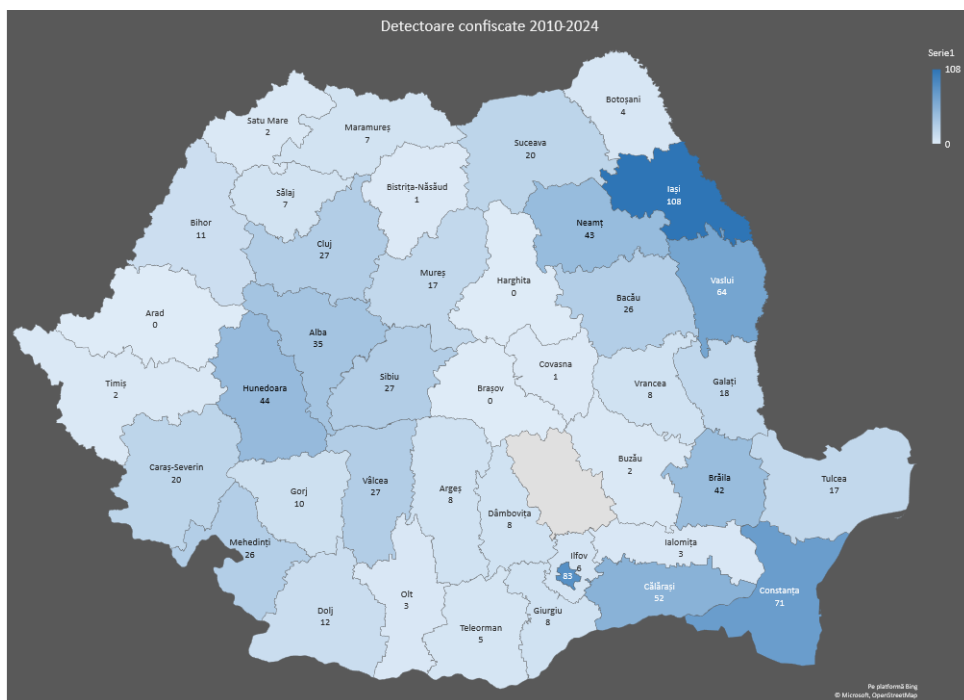 Detectoare confiscate 2010-2024
Serie1
108
0
Botoșani
4
Satu Mare
2
Maramureș
7
Suceava
20
Iași
108
Bistrița-Năsăud
1
Sălaj
7
Neamț
43
Bihor
11
Cluj
27
Mureș
17
Harghita
0
Vaslui
64
Bacău
26
Arad
0
Alba
35
Covasna
1
Sibiu
27
Timiș
2
Hunedoara
44
Brașov
0
Vrancea
8
Galați
18
Buzău
2
Caraș-Severin
20
Brăila
42
Tulcea
17
Vâlcea
27
Argeș
8
Gorj
10
Dâmbovița
8
Mehedinți
26
Ialomița
3
Ilfov
6
83
Călărași
52
Constanța
71
Olt
3
Dolj
12
Giurgiu
8
Teleorman
5
Pe platformă Bing
© Microsoft, OpenStreetMap